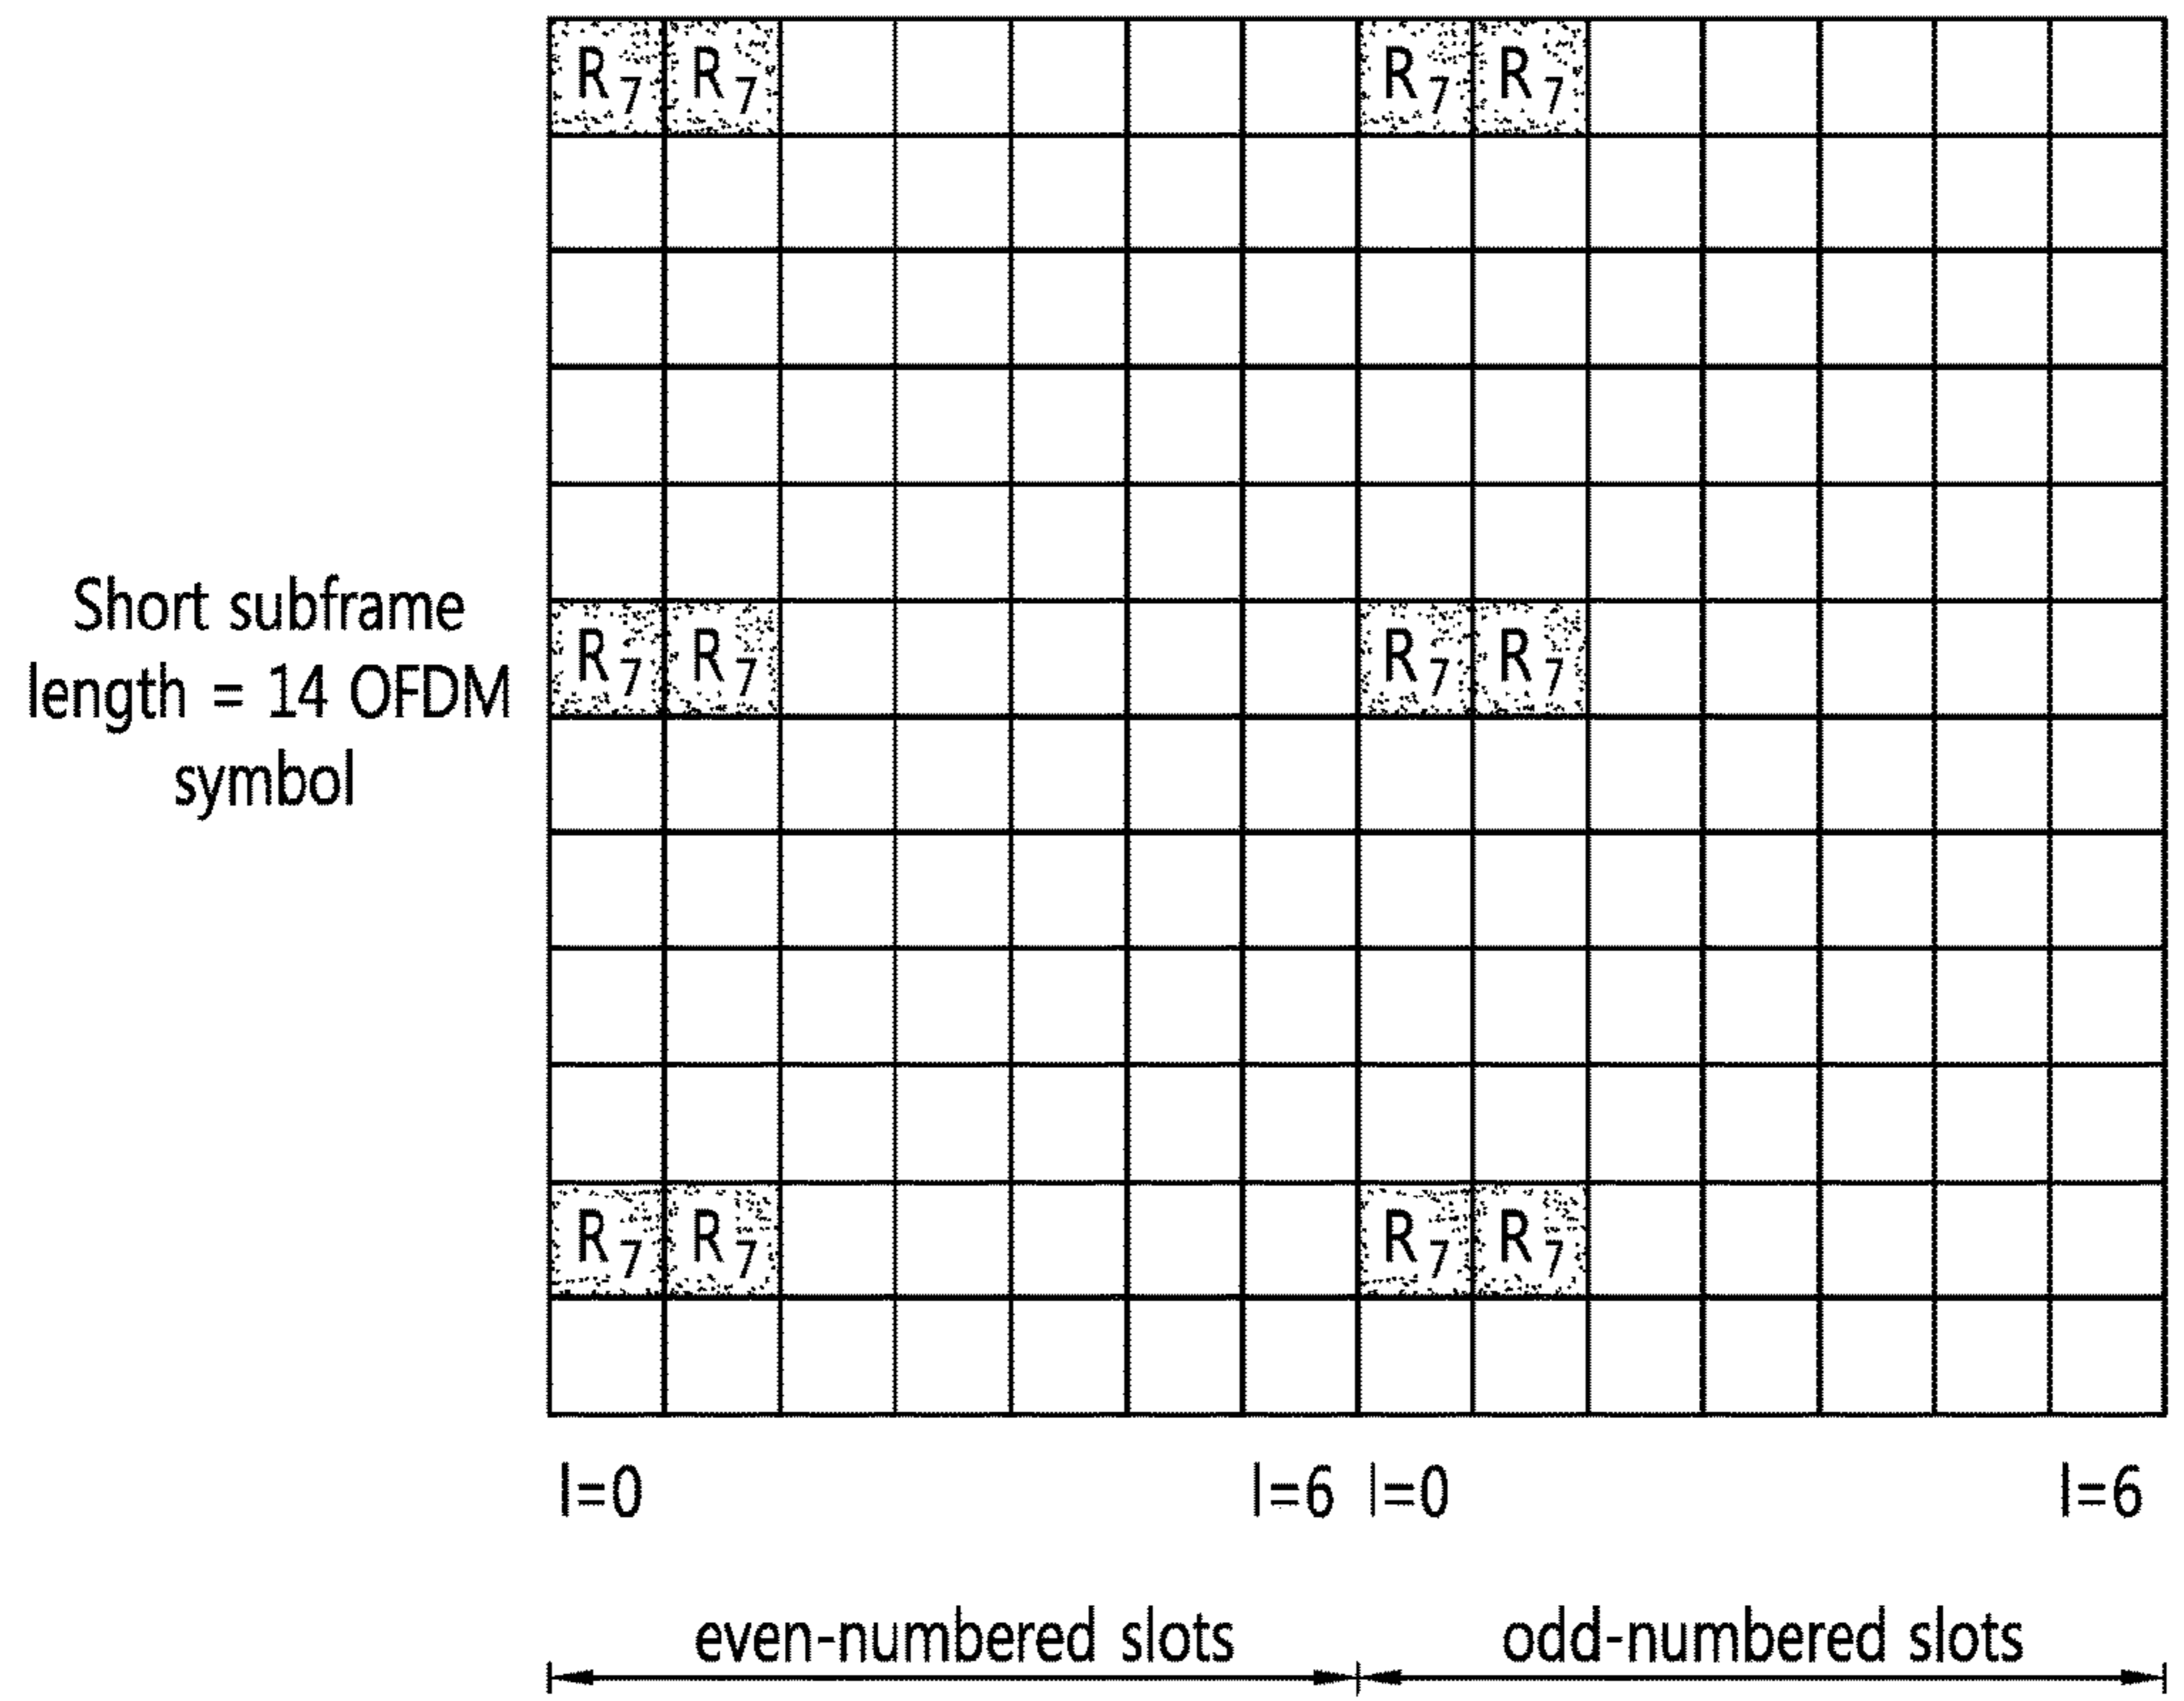 R7 R7 R7 R7
Short subframe
length = 14 OFDM
symbol
R7 R7 R7 R7
R7 R7 R7 R7
l=0 l=6 l=0 l=6
even-numbered slots odd-numbered slots